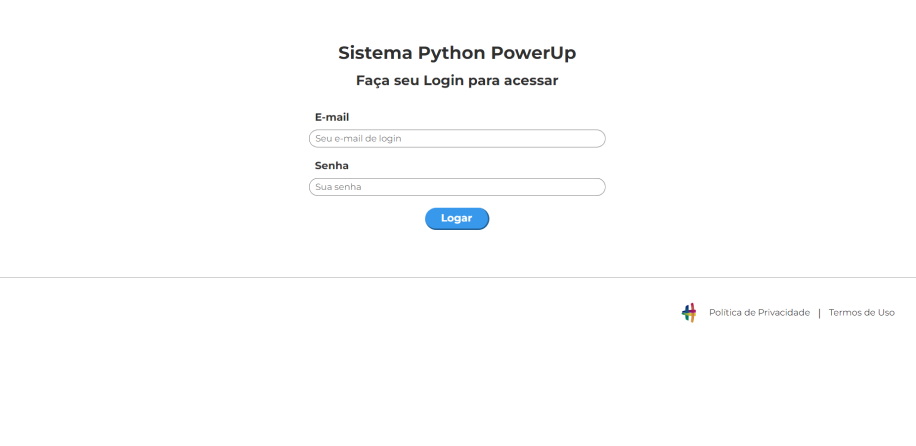 Sistema Python PowerUp
Faça seu Login para acessar
E-mail
Seu e-mail de login
Senha
Sua senha
Logar
Política de Privacidade | Termos de Uso